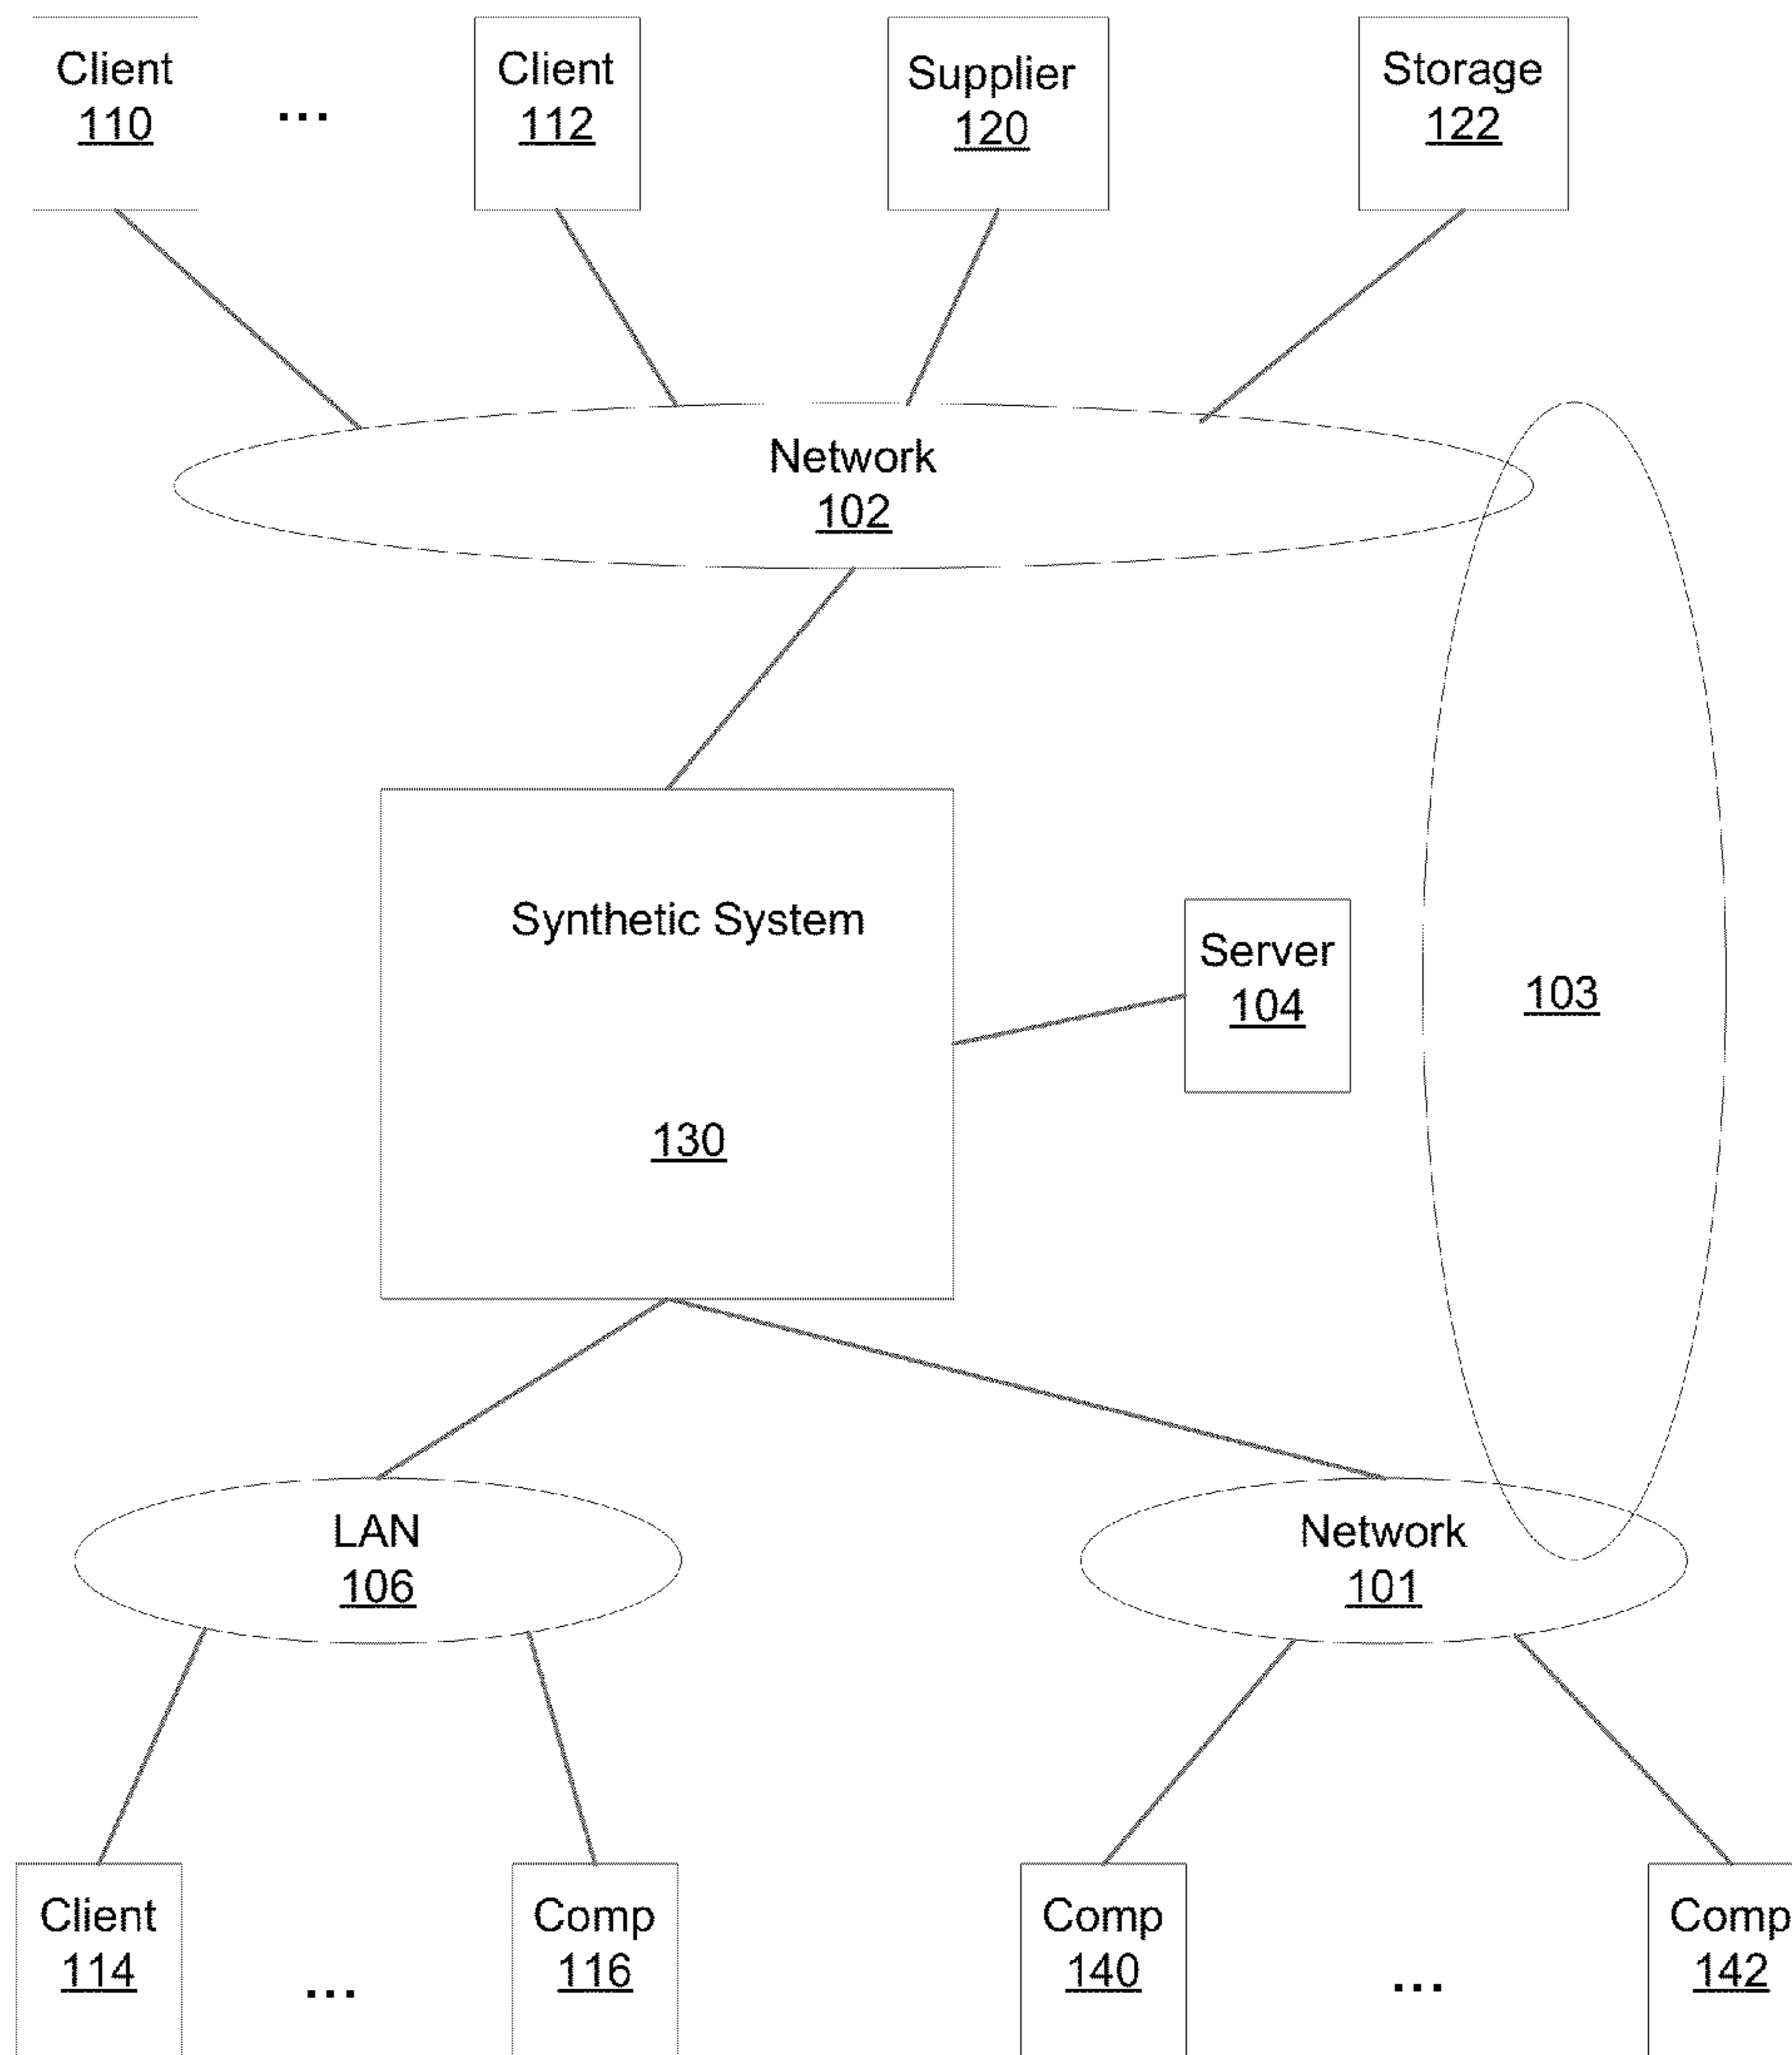 Client
110
...
Client
112
Supplier
120
Storage
122
Network
102
Synthetic System
130
Server
104
103
LAN
106
Network
101
Client
114
...
Comp
116
Comp
140
...
Comp
142